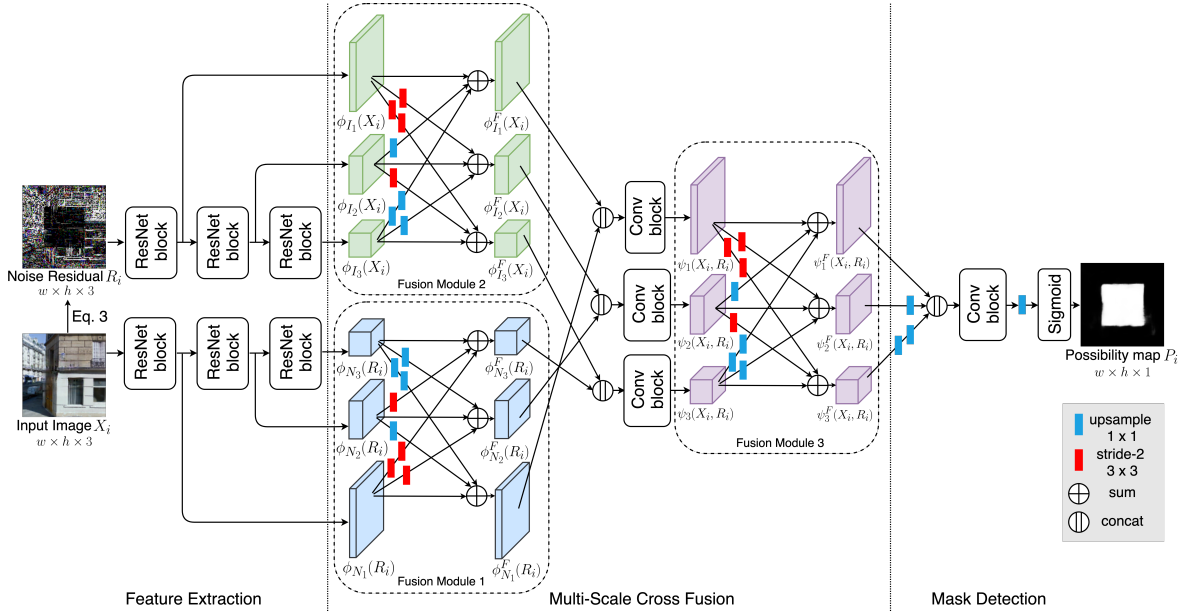 Noise Residual R_i
w × h × 3
Eq. 3
Input Image X_i
w × h × 3
ResNet block
ResNet block
ResNet block
ResNet block
ResNet block
ResNet block
Feature Extraction
ϕ_{I_1}(X_i)
ϕ_{I_2}(X_i)
ϕ_{I_3}(X_i)
ϕ^F_{I_1}(X_i)
ϕ^F_{I_2}(X_i)
ϕ^F_{I_3}(X_i)
Fusion Module 2
ϕ_{N_3}(R_i)
ϕ_{N_2}(R_i)
ϕ_{N_1}(R_i)
ϕ^F_{N_3}(R_i)
ϕ^F_{N_2}(R_i)
ϕ^F_{N_1}(R_i)
Fusion Module 1
Conv block
Conv block
Conv block
ψ_1(X_i, R_i)
ψ_2(X_i, R_i)
ψ_3(X_i, R_i)
ψ^F_1(X_i, R_i)
ψ^F_2(X_i, R_i)
ψ^F_3(X_i, R_i)
Fusion Module 3
Multi-Scale Cross Fusion
Conv block
Sigmoid
Possibility map P_i
w × h × 1
upsample
1 x 1
stride-2
3 x 3
sum
concat
Mask Detection